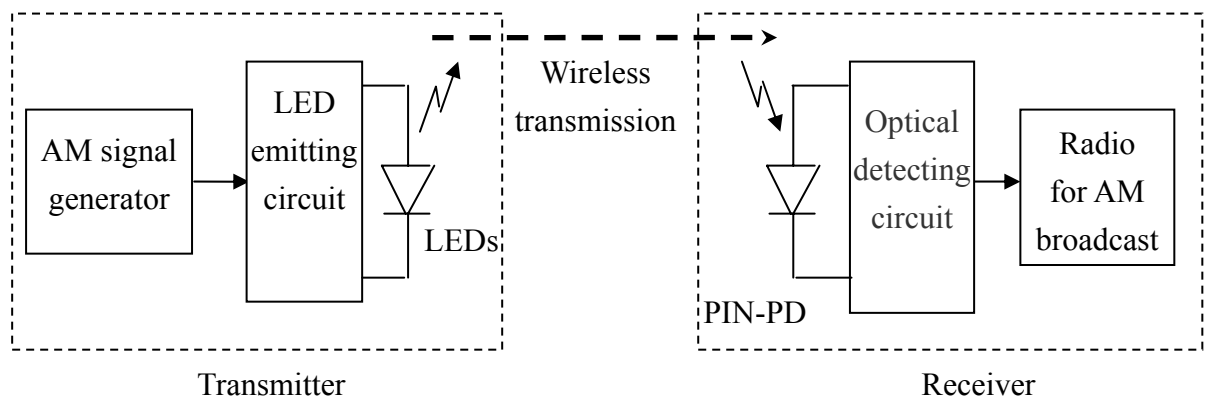 AM signal
generator
LED
emitting
circuit
LEDs
Transmitter
Wireless
transmission
PIN-PD
Optical
detecting
circuit
Radio
for AM
broadcast
Receiver